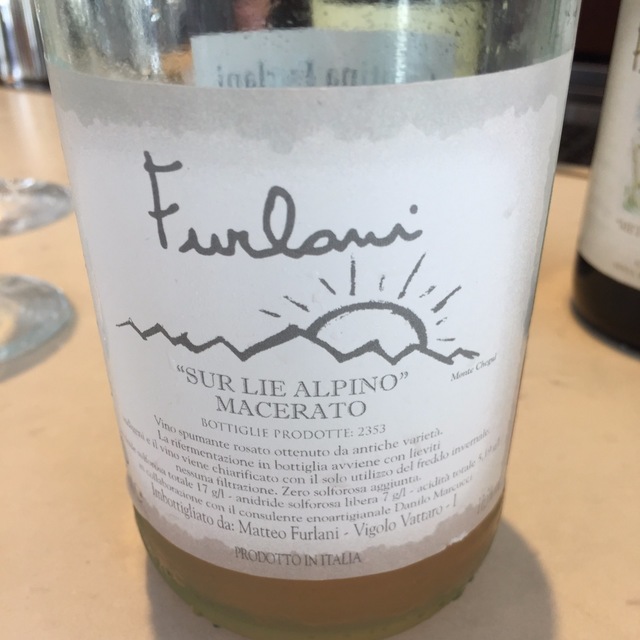 Furlani
Monte Chegul
"SUR LIE ALPINO"
MACERATO
BOTTIGLIE PRODOTTE: 2353
Vino spumante rosato ottenuto da antiche varietà.
La rifermentazione in bottiglia avviene con lieviti
e il vino viene chiarificato con il solo utilizzo del freddo invernale
nessuna filtrazione. Zero solforosa aggiunta.
totale 17 g/l - anidride solforosa libera 7 g/l - acidità totale
collaborazione con il consulente enoartigianale Danilo Marcucci
Imbottigliato da: Matteo Furlani - Vigolo Vattaro - I
PRODOTTO IN ITALIA